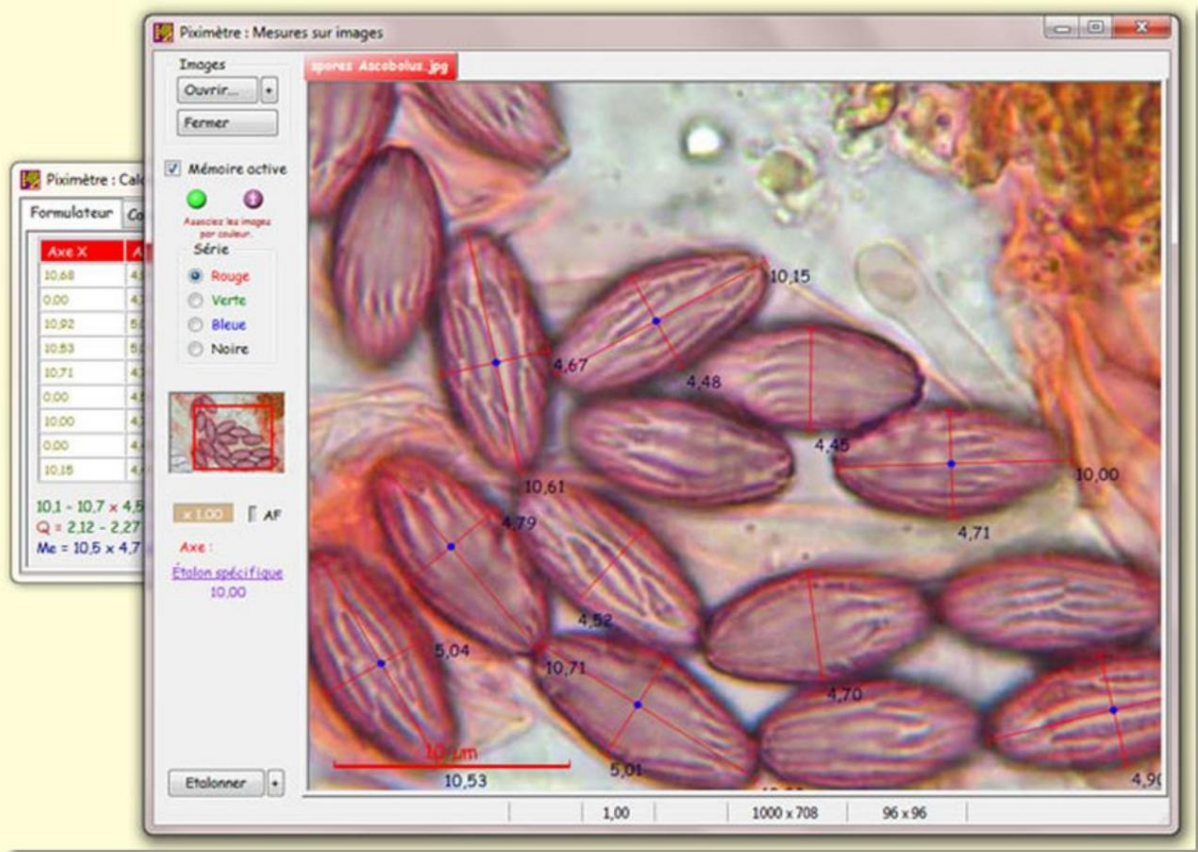 Piximètre : Mesures sur images
Images
Ouvrir...
+
Fermer
Mémoire active
Associez les images
par couleur.
Série
Rouge
Verte
Bleue
Noire
x 1.00
AF
Axe :
Étalon spécifique
10,00
Etalonner
+
spores Ascobolus.jpg
10,15
4,67
4,48
4,45
10,00
10,61
4,79
4,71
4,52
5,04
10,71
4,70
10 µm
10,53
5,01
4,90
1,00
1000 x 708
96 x 96
Piximètre : Calc
Formulateur
Co
Axe X
A
10,68
0,00
10,92
10,53
10,71
0,00
10,00
0,00
10,15
10,1 - 10,7 x 4,5
Q = 2,12 - 2,27
Me = 10,5 x 4,7